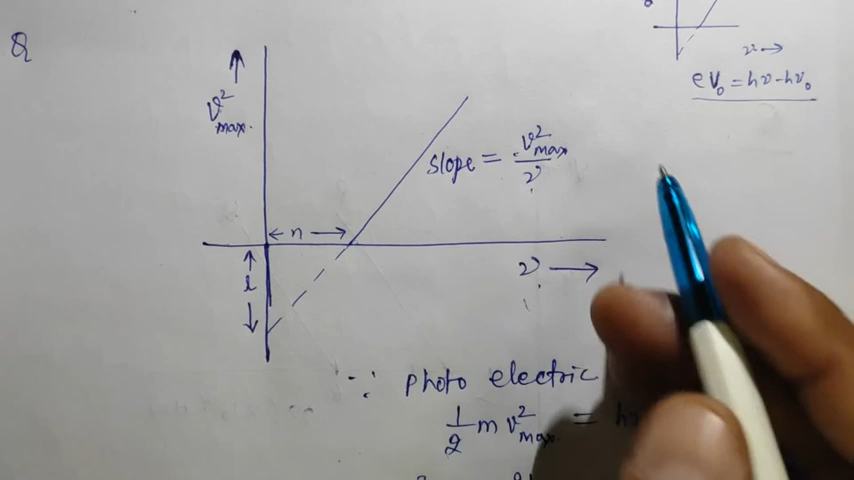 Q
ν →
eV₀ = hν - hν₀
v²max.
slope = v²max / ν
← n →
l
ν →
∵ photo electric
1/2 m v²max. = h